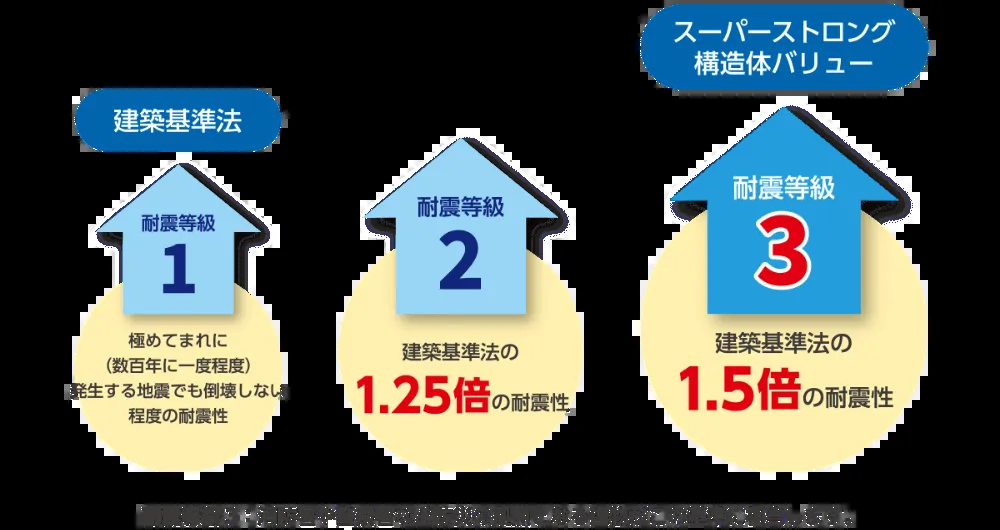 建築基準法
耐震等級
1
極めてまれに
（数百年に一度程度）
発生する地震でも倒壊しない
程度の耐震性
耐震等級
2
建築基準法の
1.25倍の耐震性
スーパーストロング
構造体バリュー
耐震等級
3
建築基準法の
1.5倍の耐震性